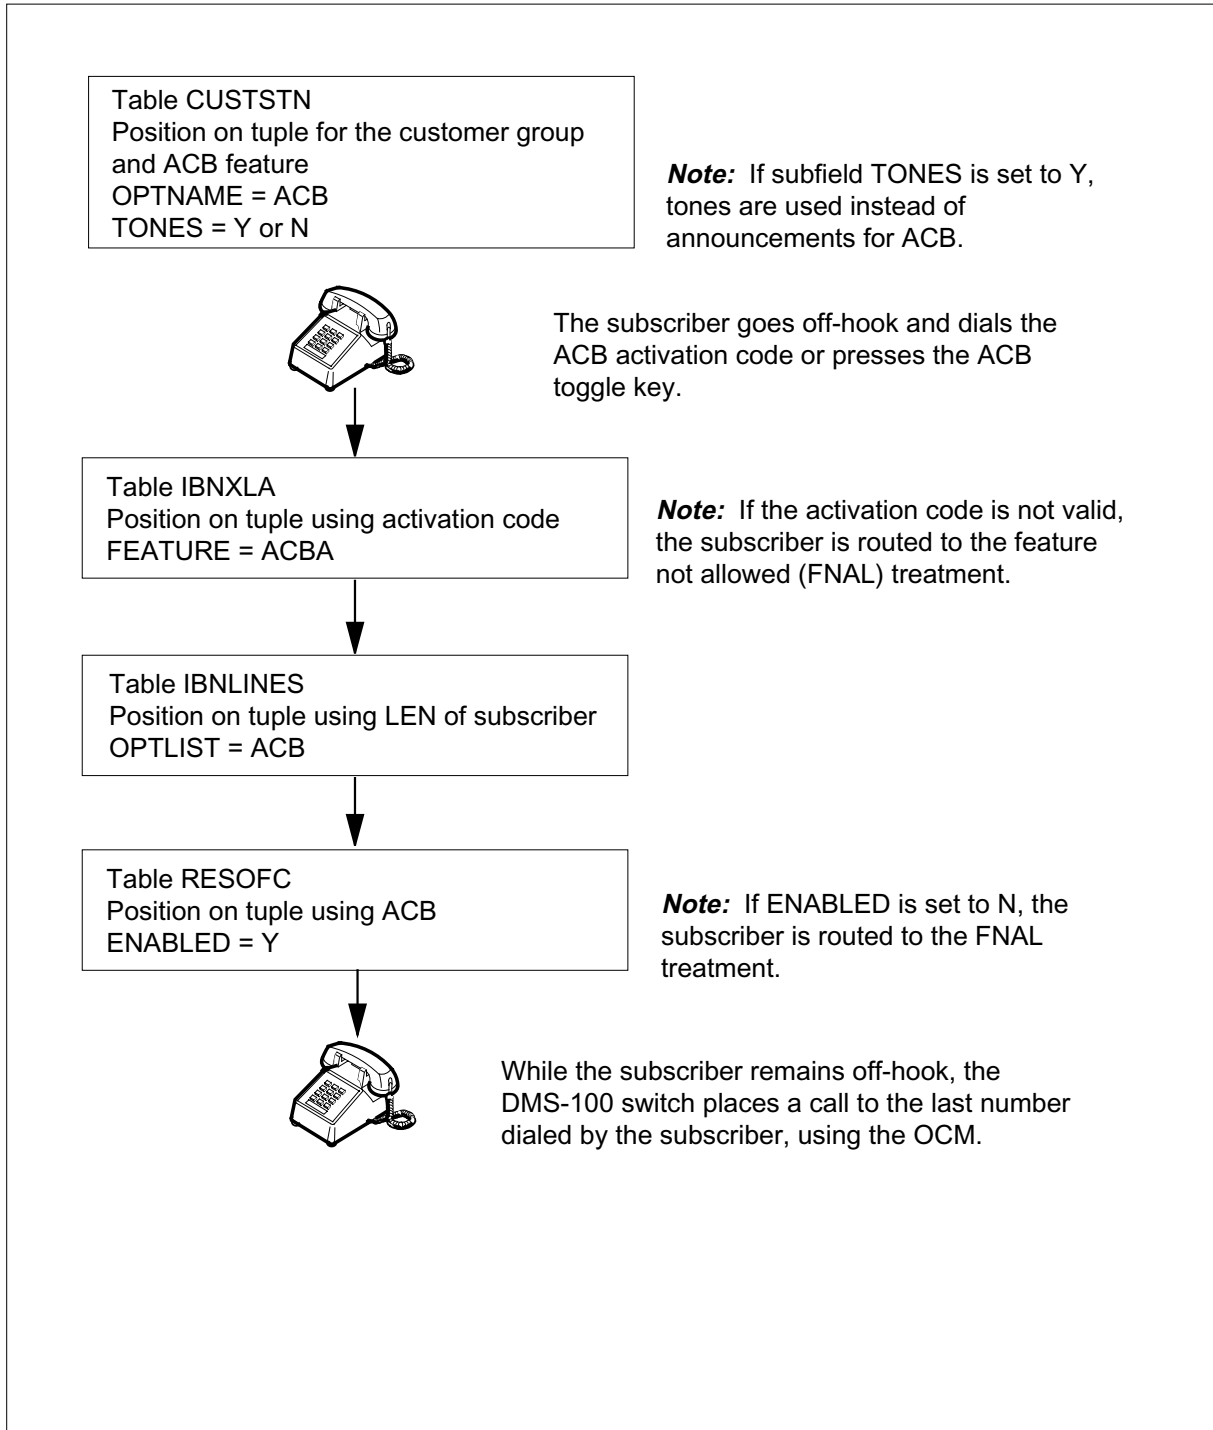 Table CUSTSTN
Position on tuple for the customer group
and ACB feature
OPTNAME = ACB
TONES = Y or N
Note: If subfield TONES is set to Y,
tones are used instead of
announcements for ACB.
The subscriber goes off-hook and dials the
ACB activation code or presses the ACB
toggle key.
Table IBNXLA
Position on tuple using activation code
FEATURE = ACBA
Note: If the activation code is not valid,
the subscriber is routed to the feature
not allowed (FNAL) treatment.
Table IBNLINES
Position on tuple using LEN of subscriber
OPTLIST = ACB
Table RESOFC
Position on tuple using ACB
ENABLED = Y
Note: If ENABLED is set to N, the
subscriber is routed to the FNAL
treatment.
While the subscriber remains off-hook, the
DMS-100 switch places a call to the last number
dialed by the subscriber, using the OCM.